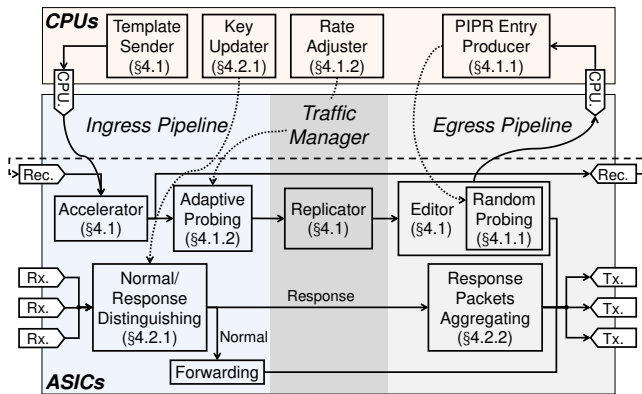 CPUs
Template
Sender
(§4.1)
Key
Updater
(§4.2.1)
Rate
Adjuster
(§4.1.2)
PIPR Entry
Producer
(§4.1.1)
CPU.
CPU.
Ingress Pipeline
Traffic
Manager
Egress Pipeline
Rec.
Rec.
Accelerator
(§4.1)
Adaptive
Probing
(§4.1.2)
Replicator
(§4.1)
Editor
(§4.1)
Random
Probing
(§4.1.1)
Rx.
Rx.
Rx.
Normal/
Response
Distinguishing
(§4.2.1)
Response
Normal
Response
Packets
Aggregating
(§4.2.2)
Tx.
Tx.
Tx.
Forwarding
ASICs